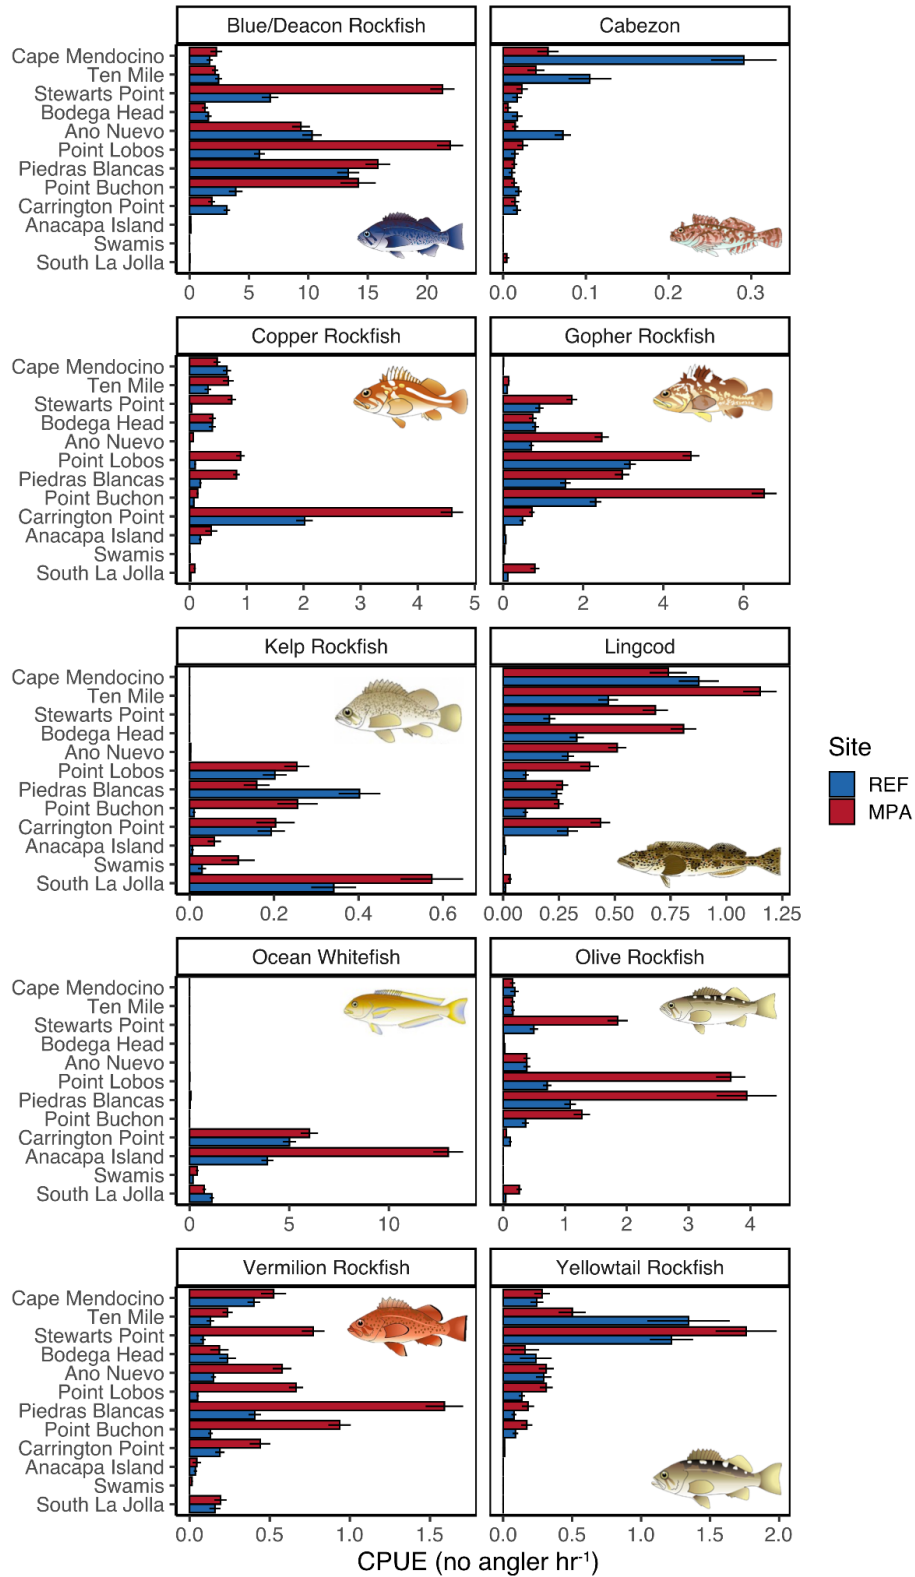 Blue/Deacon Rockfish
Cabezon
Cape Mendocino
Ten Mile
Stewarts Point
Bodega Head
Ano Nuevo
Point Lobos
Piedras Blancas
Point Buchon
Carrington Point
Anacapa Island
Swamis
South La Jolla
0 5 10 15 20
0.0 0.1 0.2 0.3
Copper Rockfish
Gopher Rockfish
Cape Mendocino
Ten Mile
Stewarts Point
Bodega Head
Ano Nuevo
Point Lobos
Piedras Blancas
Point Buchon
Carrington Point
Anacapa Island
Swamis
South La Jolla
0 1 2 3 4 5
0 2 4 6
Kelp Rockfish
Lingcod
Cape Mendocino
Ten Mile
Stewarts Point
Bodega Head
Ano Nuevo
Point Lobos
Piedras Blancas
Point Buchon
Carrington Point
Anacapa Island
Swamis
South La Jolla
0.0 0.2 0.4 0.6
0.00 0.25 0.50 0.75 1.00 1.25
Site
REF
MPA
Ocean Whitefish
Olive Rockfish
Cape Mendocino
Ten Mile
Stewarts Point
Bodega Head
Ano Nuevo
Point Lobos
Piedras Blancas
Point Buchon
Carrington Point
Anacapa Island
Swamis
South La Jolla
0 5 10
0 1 2 3 4
Vermilion Rockfish
Yellowtail Rockfish
Cape Mendocino
Ten Mile
Stewarts Point
Bodega Head
Ano Nuevo
Point Lobos
Piedras Blancas
Point Buchon
Carrington Point
Anacapa Island
Swamis
South La Jolla
0.0 0.5 1.0 1.5
0.0 0.5 1.0 1.5 2.0
CPUE (no angler hr⁻¹)